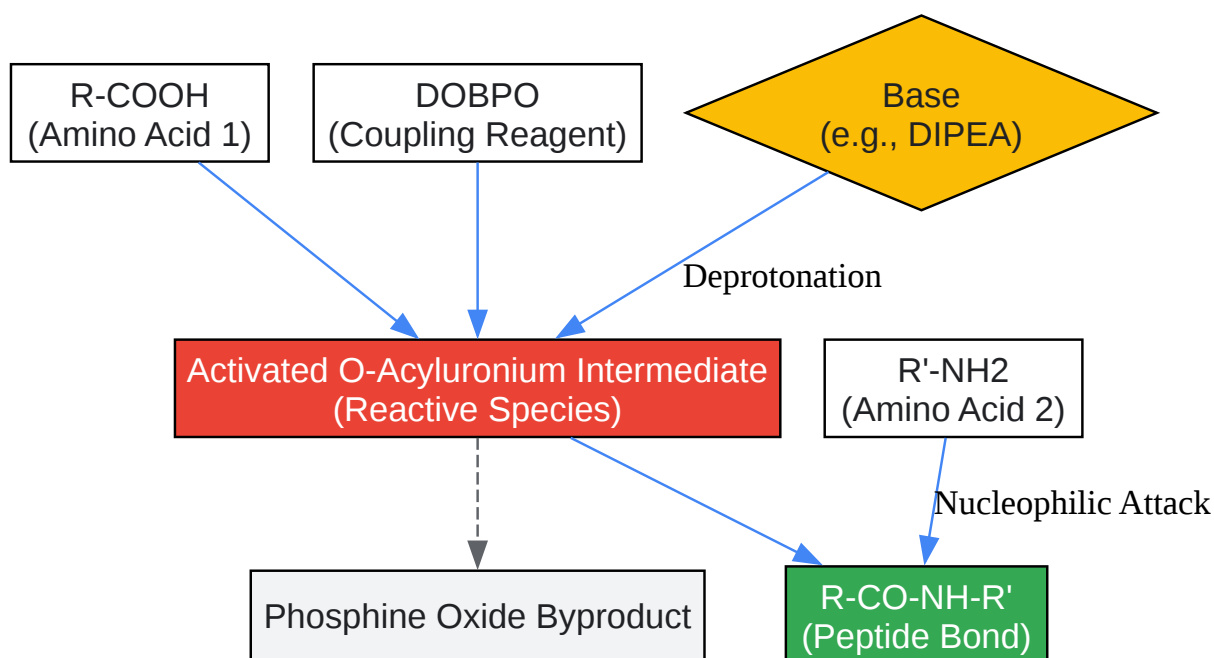 R-COOH
(Amino Acid 1)
DOBPO
(Coupling Reagent)
Base
(e.g., DIPEA)
Deprotonation
Activated O-Acyluronium Intermediate
(Reactive Species)
R'-NH2
(Amino Acid 2)
Nucleophilic Attack
Phosphine Oxide Byproduct
R-CO-NH-R'
(Peptide Bond)